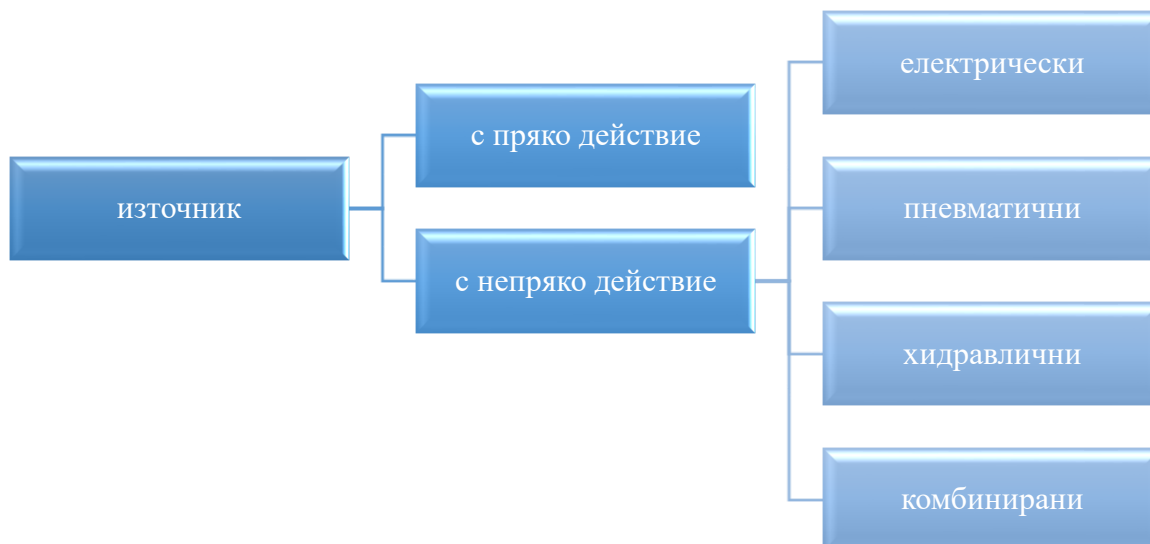 източник
с пряко действие
с непряко действие
електрически
пневматични
хидравлични
комбинирани